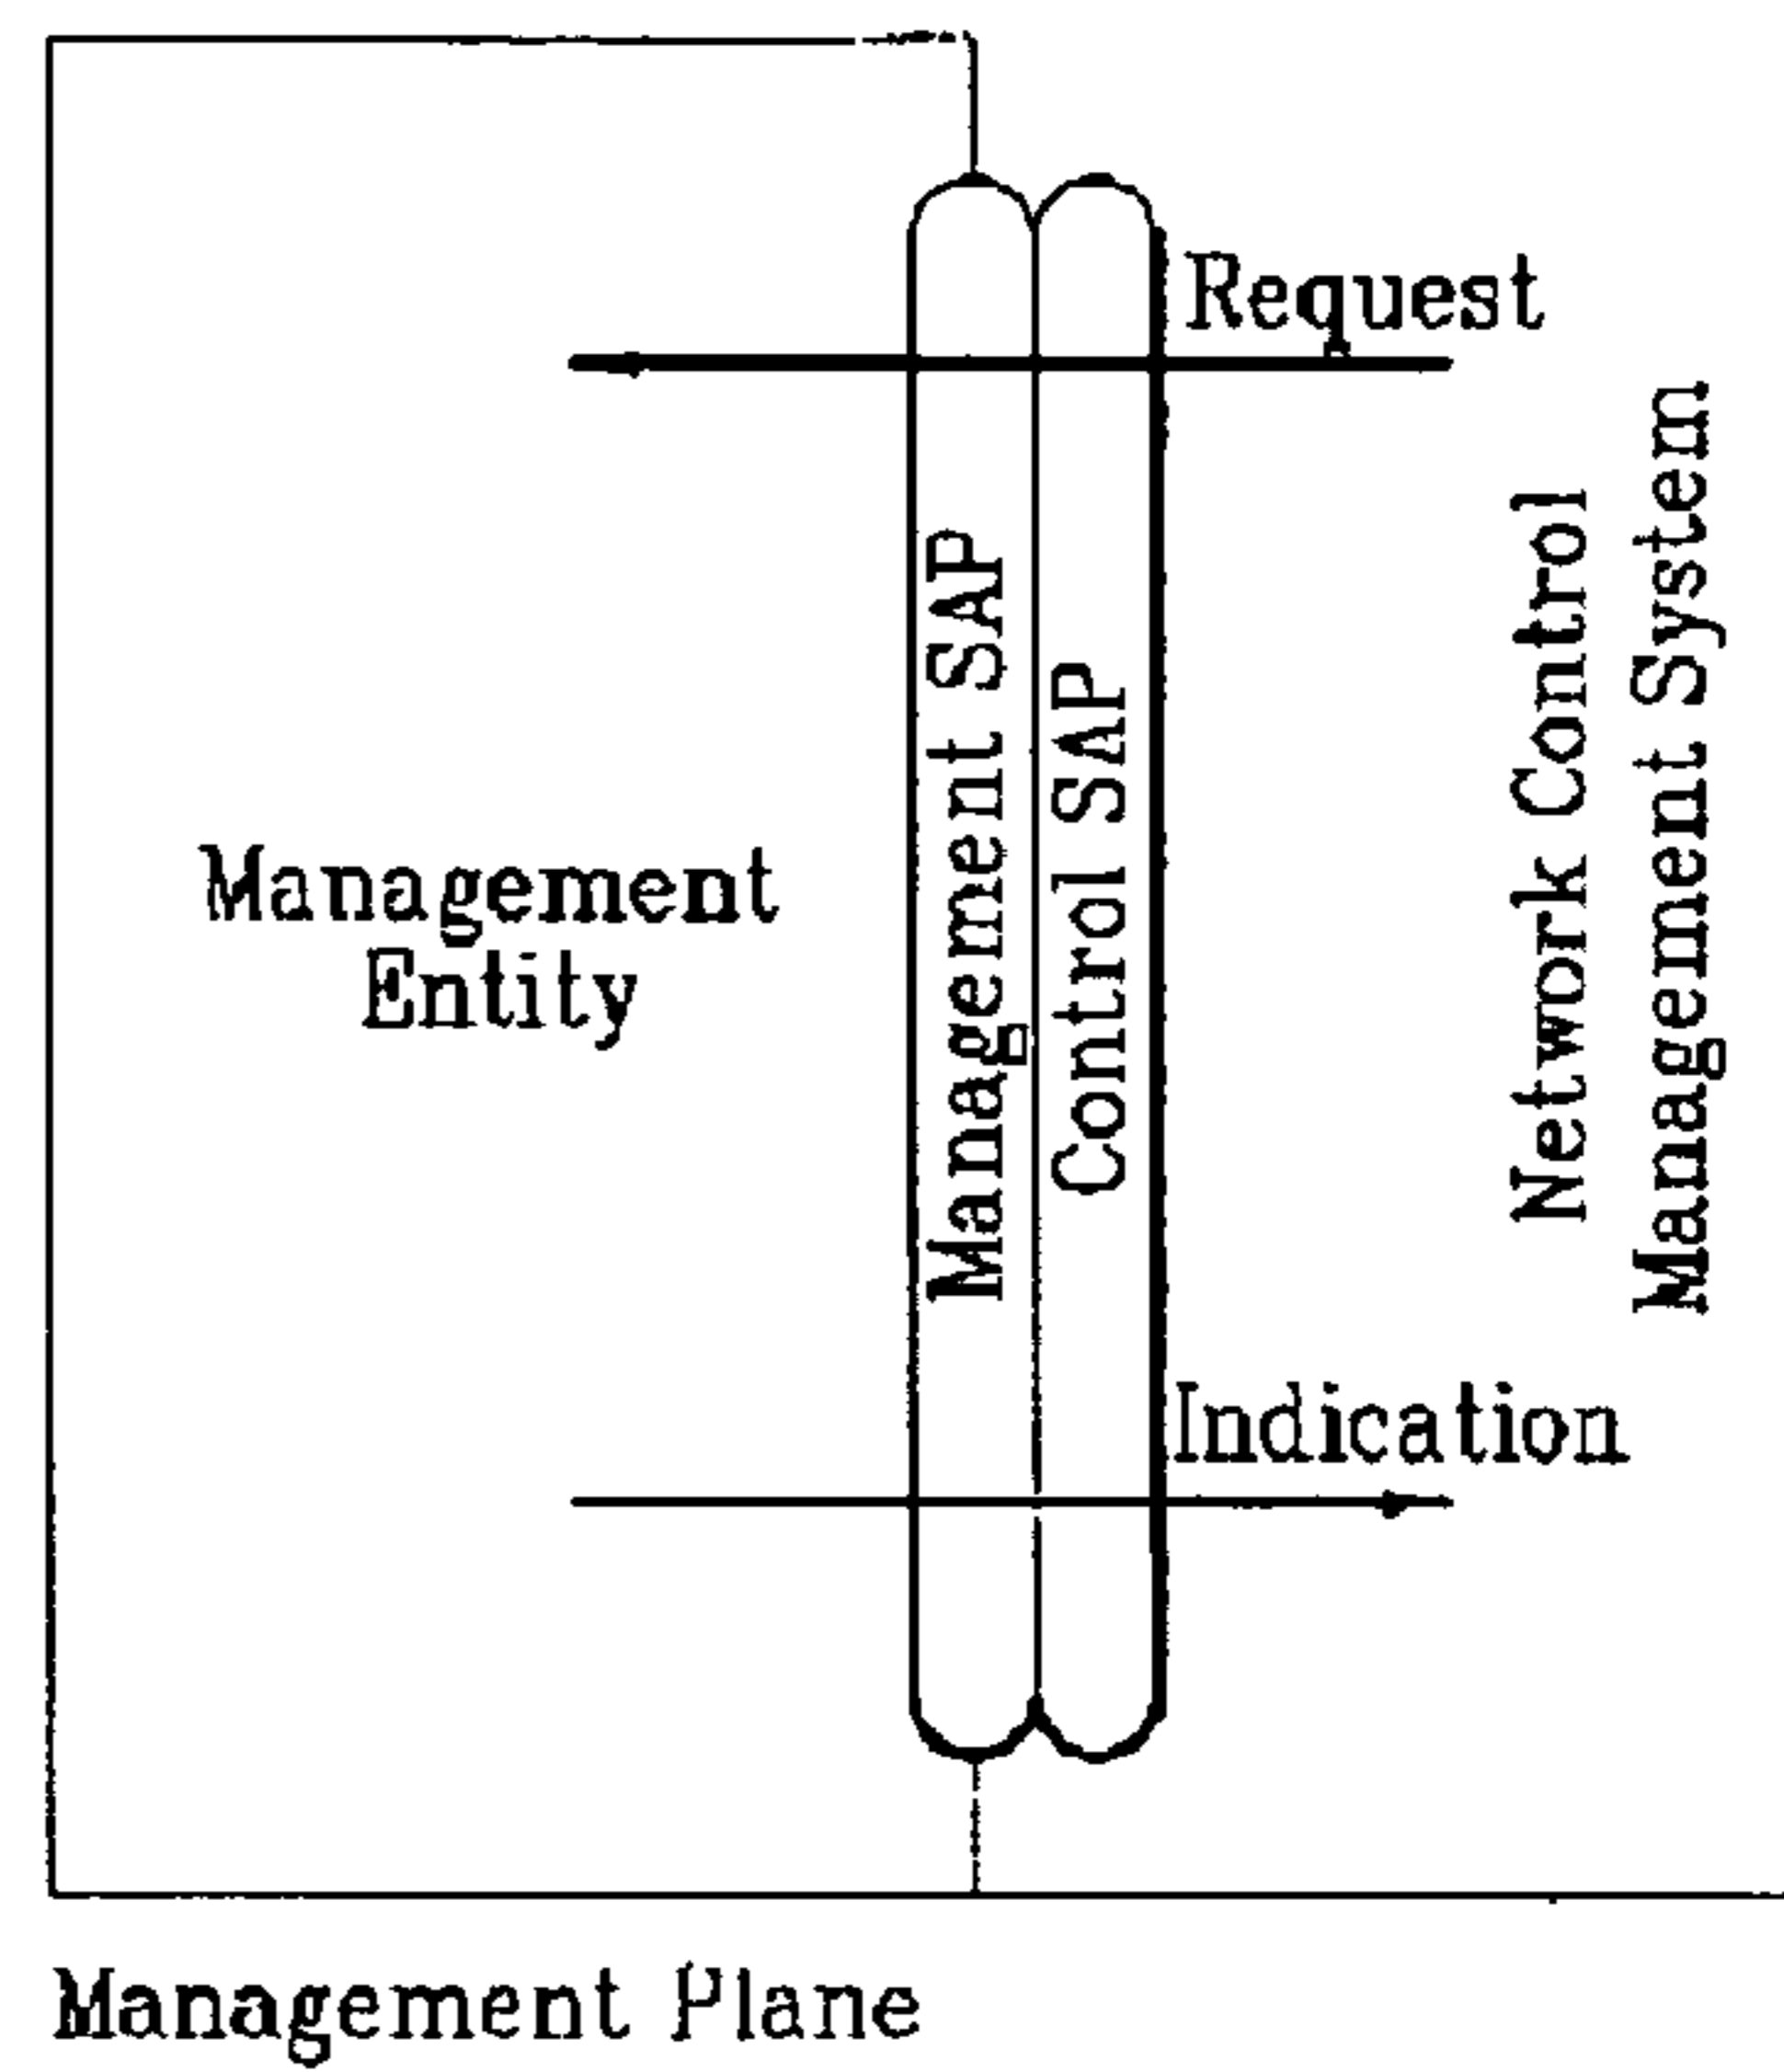 Request
Management
Entity
Management SAP
Control SAP
Network Control
Management System
Indication
Management Plane